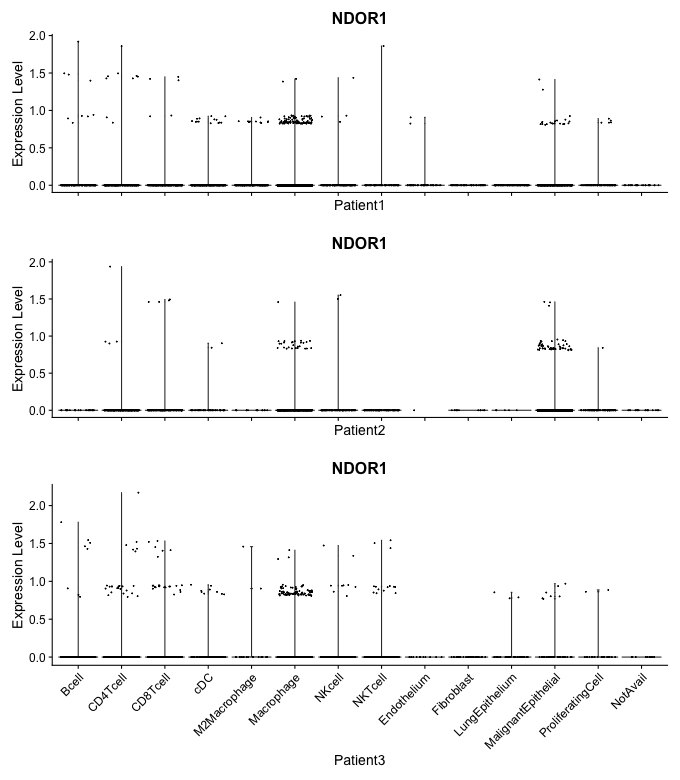 NDOR1
Expression Level
2.0
1.5
1.0
0.5
0.0
Patient1
NDOR1
Expression Level
2.0
1.5
1.0
0.5
0.0
Patient2
NDOR1
Expression Level
2.0
1.5
1.0
0.5
0.0
Bcell
CD4Tcell
CD8Tcell
cDC
M2Macrophage
Macrophage
NKcell
NKTcell
Endothelium
Fibroblast
LungEpithelium
MalignantEpithelial
ProliferatingCell
NotAvail
Patient3